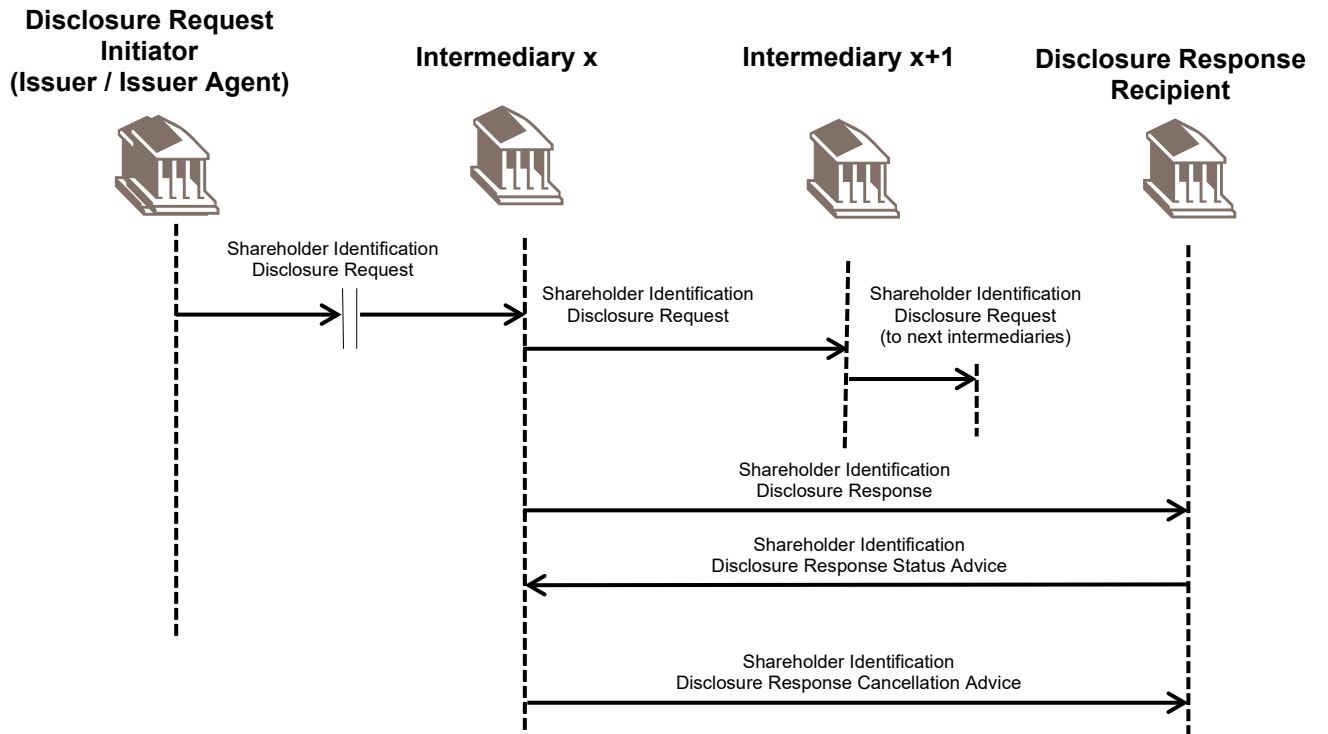 Disclosure Request
Initiator
(Issuer / Issuer Agent)
Intermediary x
Intermediary x+1
Disclosure Response
Recipient
Shareholder Identification
Disclosure Request
Shareholder Identification
Disclosure Request
Shareholder Identification
Disclosure Request
(to next intermediaries)
Shareholder Identification
Disclosure Response
Shareholder Identification
Disclosure Response Status Advice
Shareholder Identification
Disclosure Response Cancellation Advice